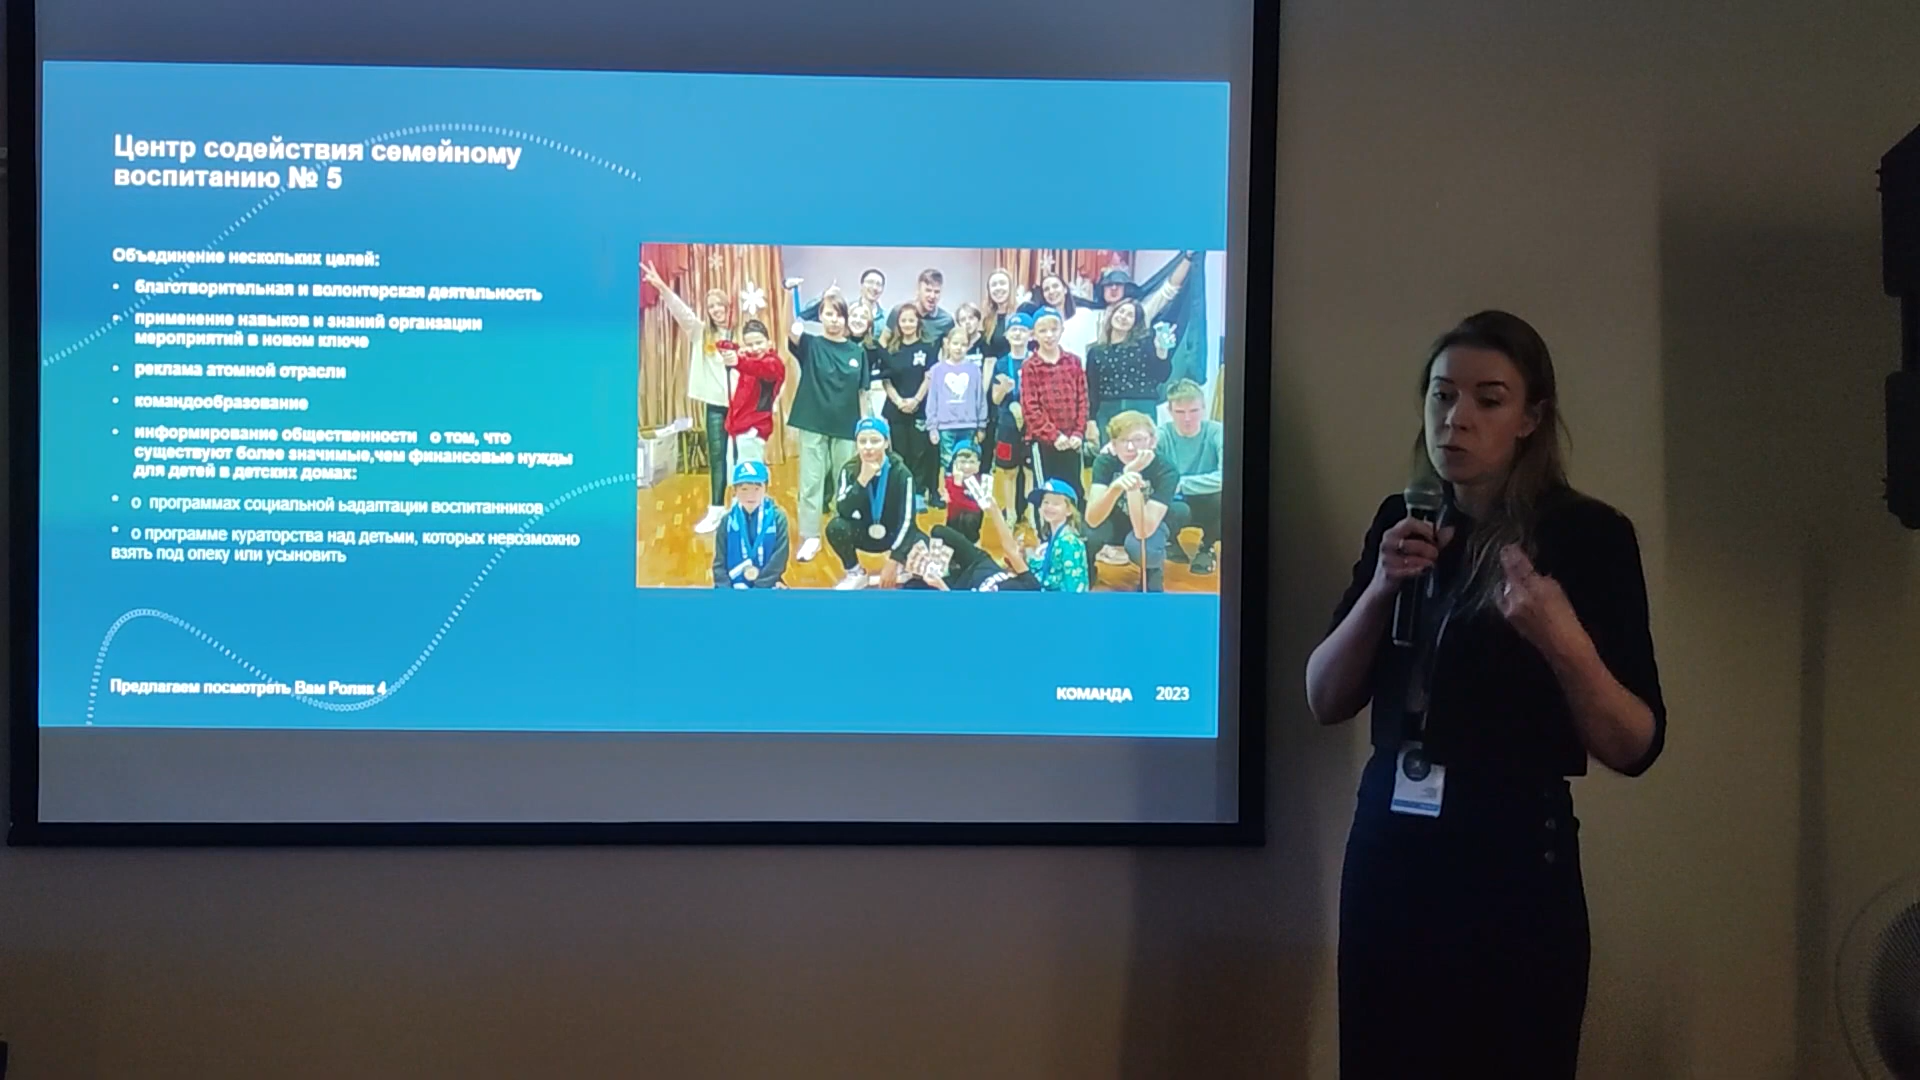 Центр содействия семейному
воспитанию № 5
Объединение нескольких целей:
• благотворительная и волонтерская деятельность
• применение навыков и знаний органзации
мероприятий в новом ключе
• реклама атомной отрасли
• командообразование
• информирование общественности о том, что
существуют более значимые,чем финансовые нужды
для детей в детских домах:
* о программах социальной ьадаптации воспитанников
* о программе кураторства над детьми, которых невозможно
взять под опеку или усыновить
Предлагаем посмотреть Вам Ролик 4
КОМАНДА 2023